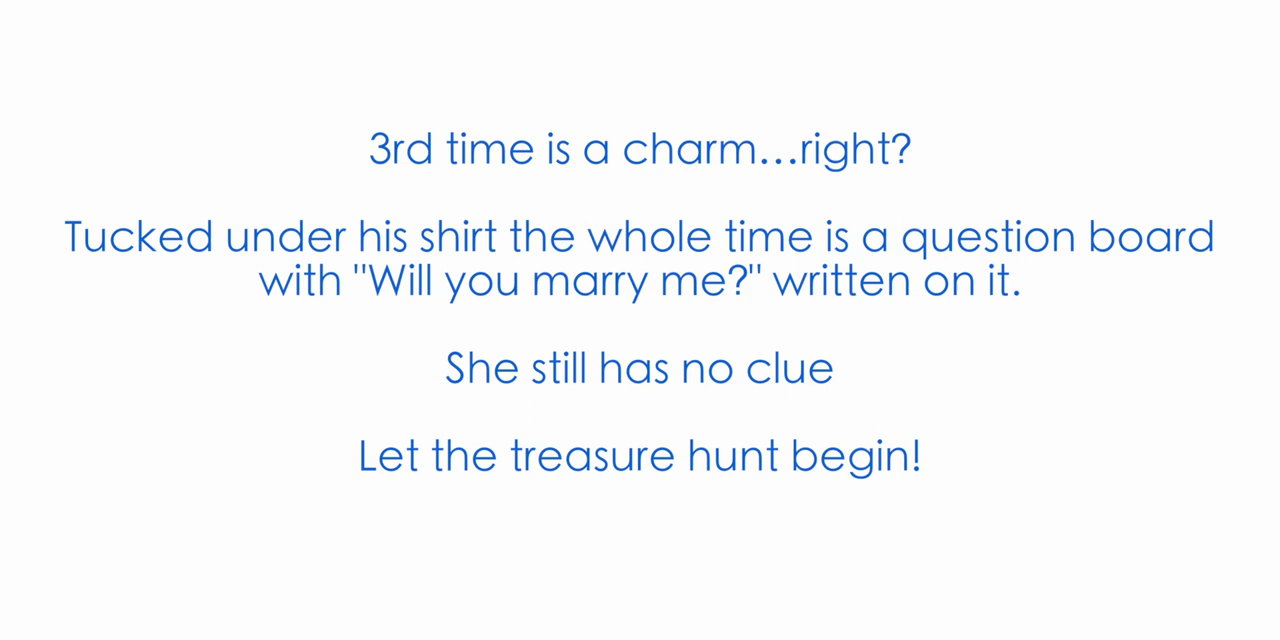 3rd time is a charm...right?
Tucked under his shirt the whole time is a question board
with "Will you marry me?" written on it.
She still has no clue
Let the treasure hunt begin!